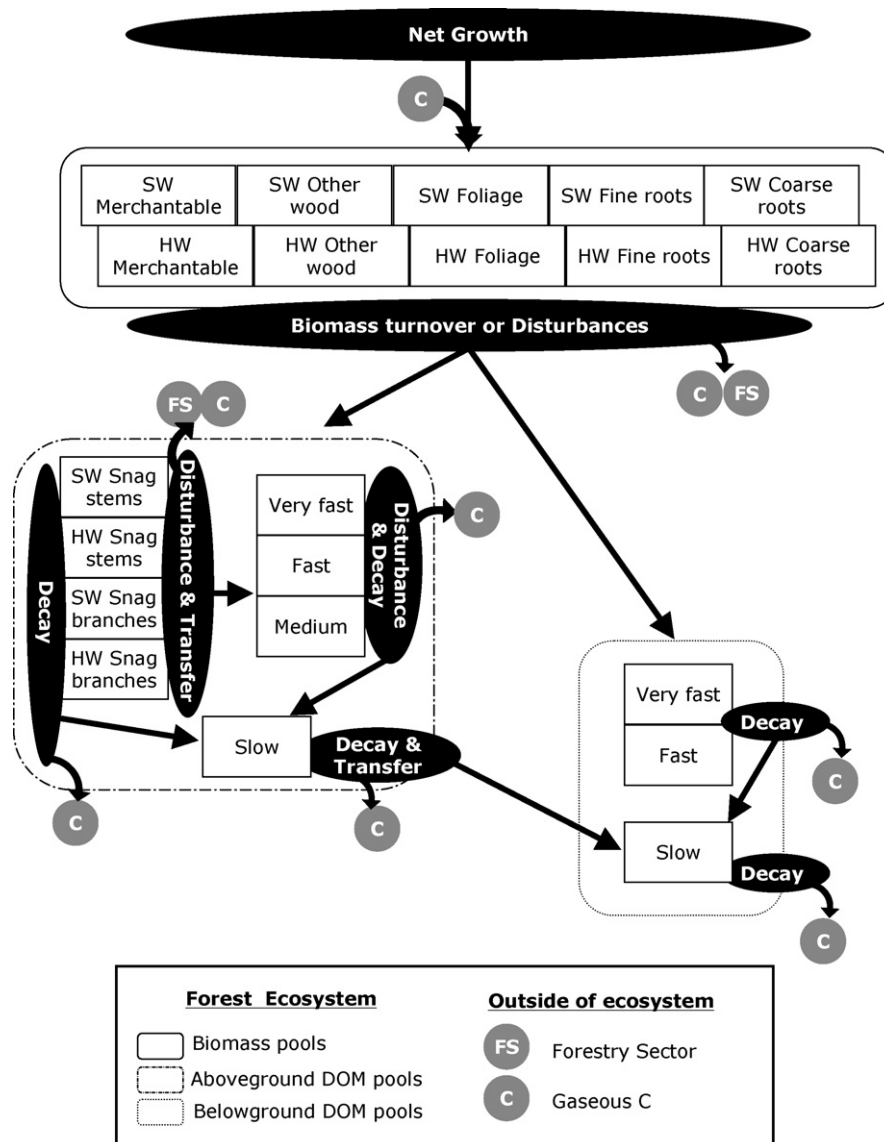 Net Growth
C
SW
Merchantable
SW Other
wood
SW Foliage
SW Fine roots
SW Coarse
roots
HW
Merchantable
HW Other
wood
HW Foliage
HW Fine roots
HW Coarse
roots
Biomass turnover or Disturbances
C
FS
FS
C
Decay
SW Snag
stems
HW Snag
stems
SW Snag
branches
HW Snag
branches
Disturbance & Transfer
Very fast
Fast
Medium
Disturbance
& Decay
C
Slow
Decay &
Transfer
C
C
Very fast
Fast
Decay
C
Slow
Decay
C
Forest Ecosystem
Biomass pools
Aboveground DOM pools
Belowground DOM pools
Outside of ecosystem
FS
Forestry Sector
C
Gaseous C